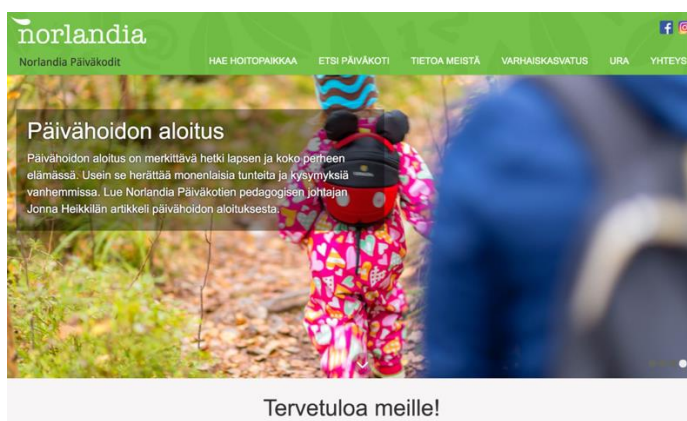 norlandia
Norlandia Päiväkodit
HAE HOITOPAIKKAA ETSI PÄIVÄKOTI TIETOA MEISTÄ VARHAISKASVATUS URA YHTEYS
Päivähoidon aloitus
Päivähoidon aloitus on merkittävä hetki lapsen ja koko perheen
elämässä. Usein se herättää monenlaisia tunteita ja kysymyksiä
vanhemmissa. Lue Norlandia Päiväkotien pedagogisen johtajan
Jonna Heikkilän artikkeli päivähoidon aloituksesta.
Tervetuloa meille!